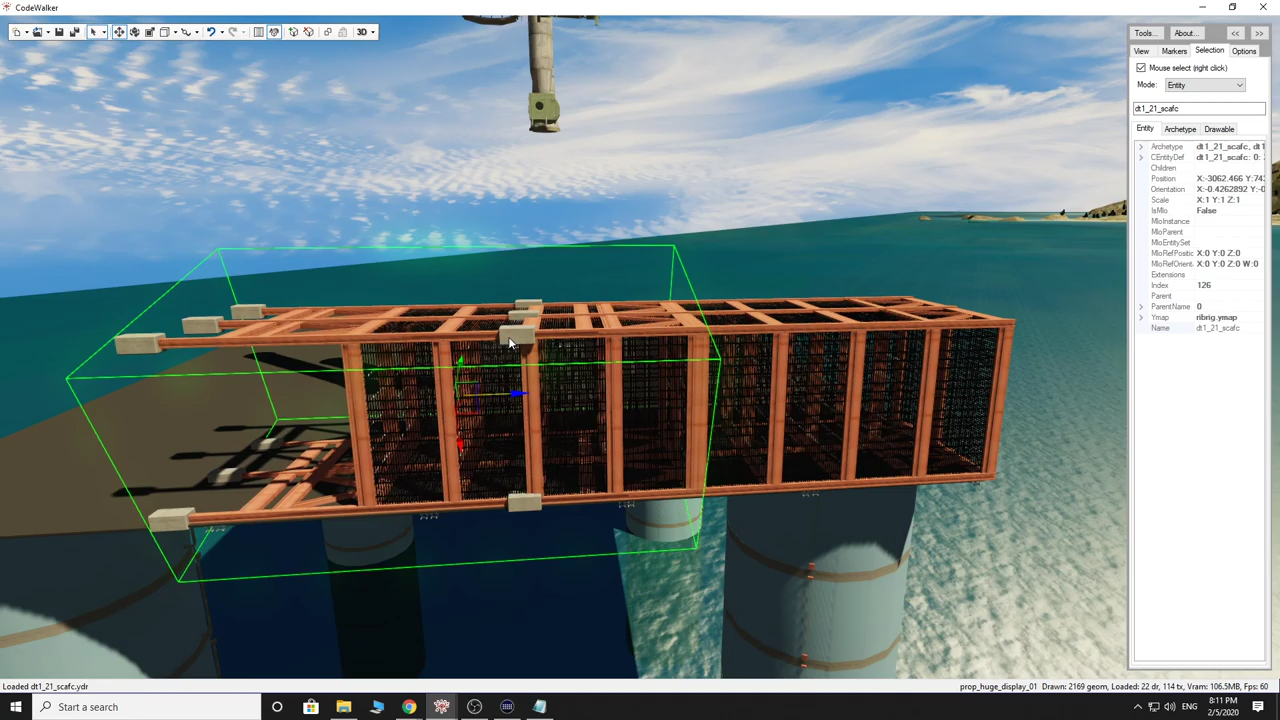 CodeWalker
3D
Tools... About... << >>
View Markers Selection Options
Mouse select (right click)
Mode: Entity
dt1_21_scafc
Entity Archetype Drawable
Archetype dt1_21_scafc, dt1
CEntityDef dt1_21_scafc: 0:
Children
Position X:-3062.466 Y:743
Orientation X:-0.4262892 Y:-0
Scale X:1 Y:1 Z:1
IsMlo False
MloInstance
MloParent
MloEntitySet
MloRefPositic X:0 Y:0 Z:0
MloRefOrient X:0 Y:0 Z:0 W:0
Extensions
Index 126
Parent
ParentName 0
Ymap ribrig.ymap
Name dt1_21_scafc
Loaded dt1_21_scafc.ydr
prop_huge_display_01 Drawn: 2169 geom, Loaded: 22 dr, 114 tx, Vram: 106.5MB, Fps: 60
Start a search
ENG
8:11 PM
2/5/2020